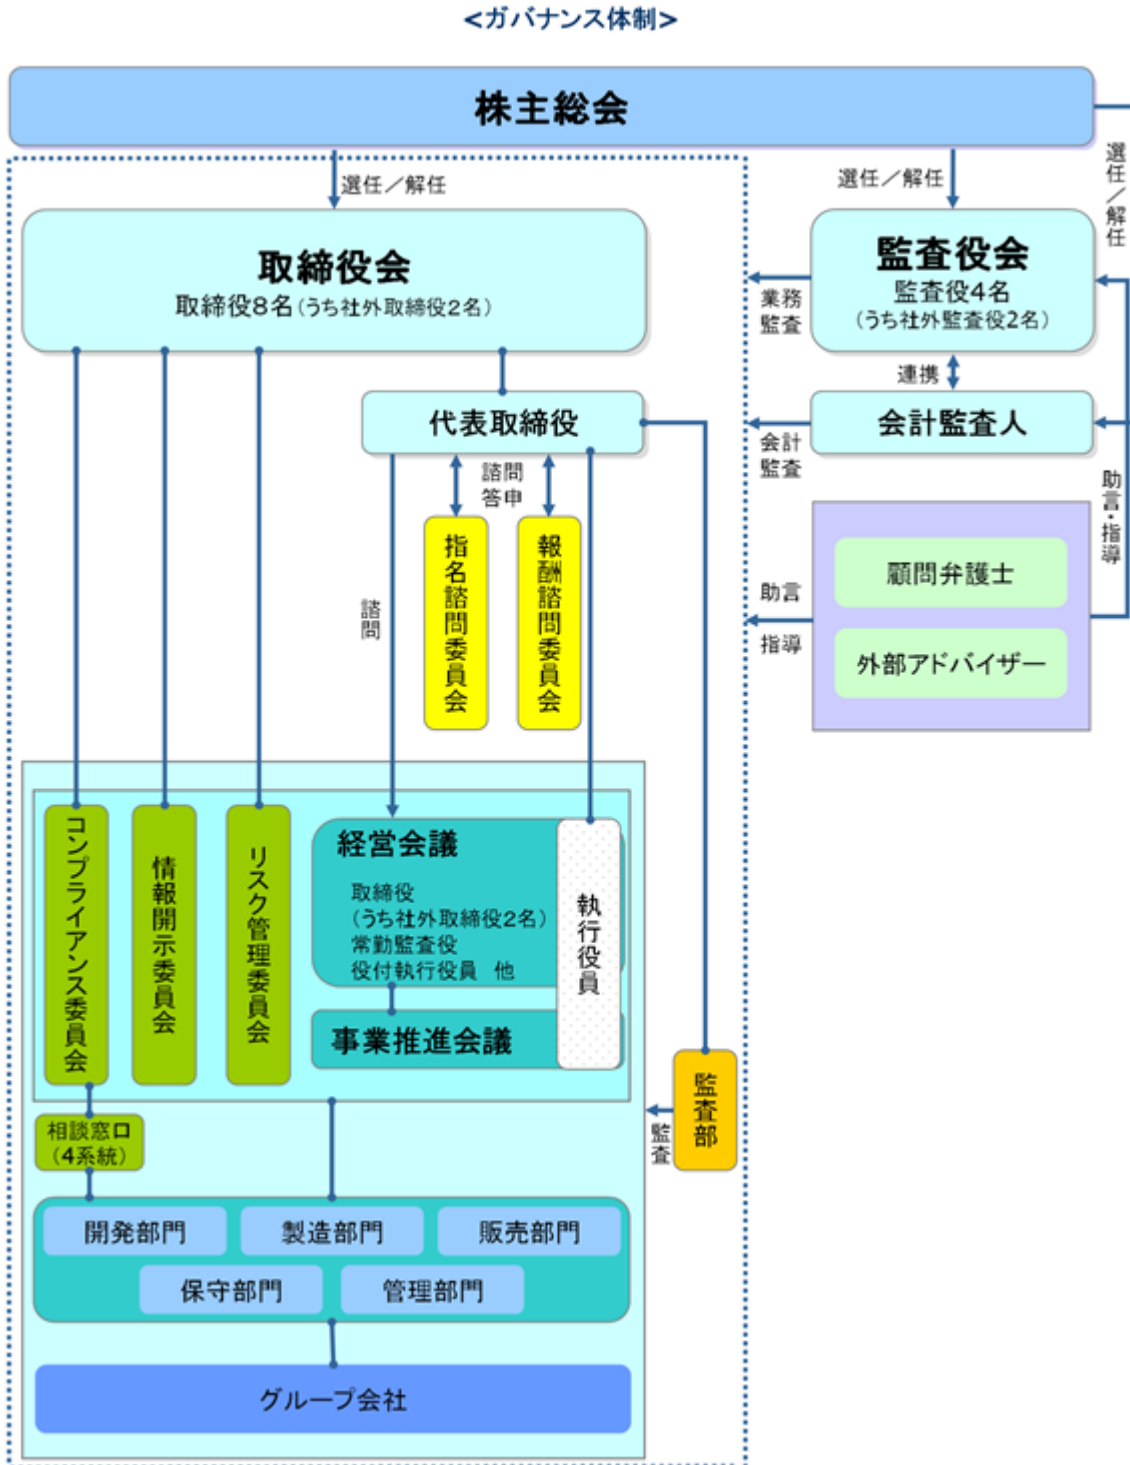 <ガバナンス体制>
株主総会
選任／解任
選任／解任
選任／解任
取締役会
取締役8名(うち社外取締役2名)
監査役会
監査役4名
(うち社外監査役2名)
業務
監査
連携
代表取締役
会計監査人
会計
監査
諮問
答申
指名諮問委員会
報酬諮問委員会
諮問
助言・指導
顧問弁護士
外部アドバイザー
助言
指導
コンプライアンス委員会
情報開示委員会
リスク管理委員会
経営会議
取締役
(うち社外取締役2名)
常勤監査役
役付執行役員 他
執行役員
事業推進会議
監査部
監査
相談窓口
(4系統)
開発部門
製造部門
販売部門
保守部門
管理部門
グループ会社